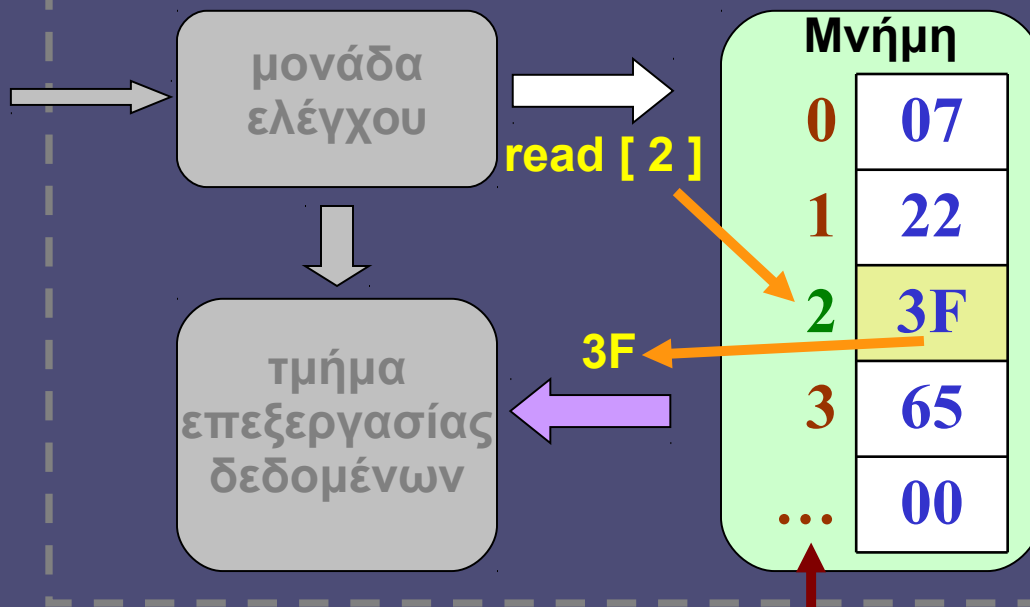 μονάδα
ελέγχου
read [ 2 ]
Μνήμη
0 07
1 22
2 3F
3 65
... 00
3F
τμήμα
επεξεργασίας
δεδομένων